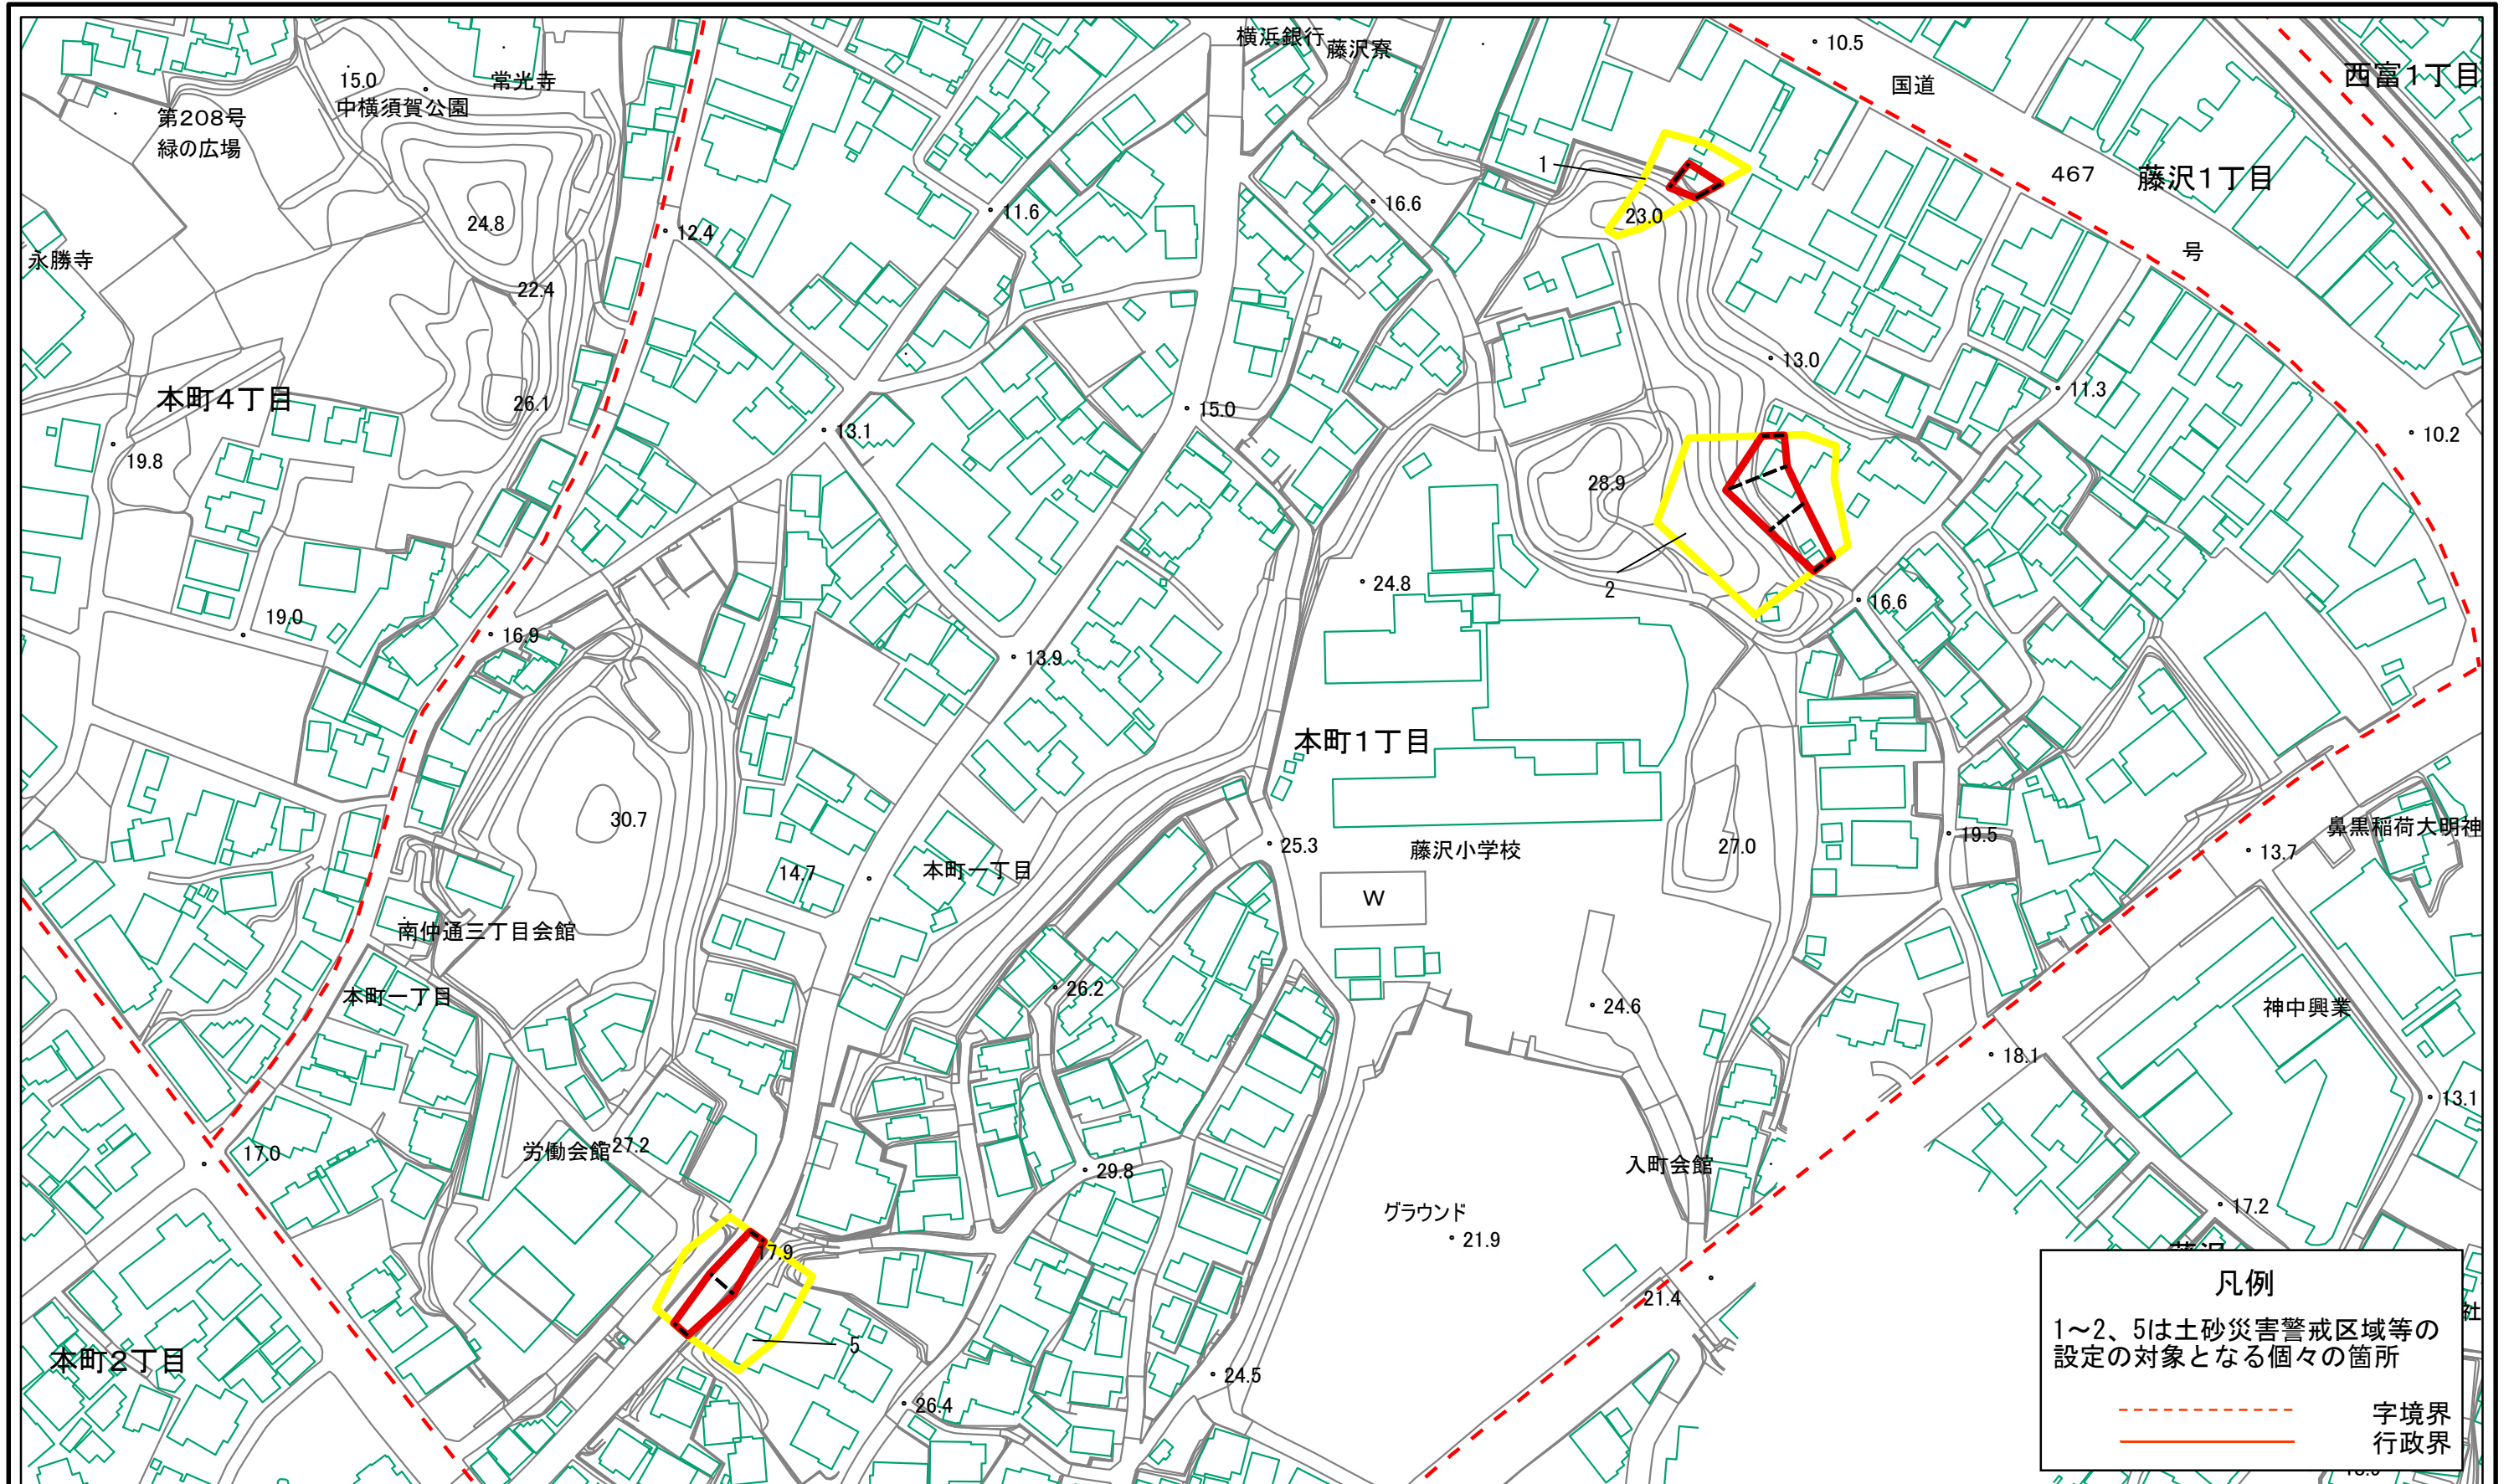 横浜銀行
藤沢寮
10.5
国道
西富1丁目
15.0
中横須賀公園
常光寺
第208号
緑の広場
1
467
藤沢1丁目
24.8
12.4
11.6
16.6
23.0
号
永勝寺
22.4
13.0
11.3
本町4丁目
26.1
13.1
15.0
10.2
19.8
28.9
24.8
2
16.6
19.0
16.9
13.9
本町1丁目
30.7
25.3
藤沢小学校
27.0
19.5
13.7
鼻黒稲荷大明神
14.7
本町一丁目
W
南仲通三丁目会館
本町一丁目
26.2
24.6
神中興業
18.1
13.1
17.0
労働会館
27.2
29.8
入町会館
グラウンド
21.9
17.2
17.9
21.4
5
本町2丁目
24.5
26.4
社
凡例
1～2、5は土砂災害警戒区域等の
設定の対象となる個々の箇所
字境界
行政界